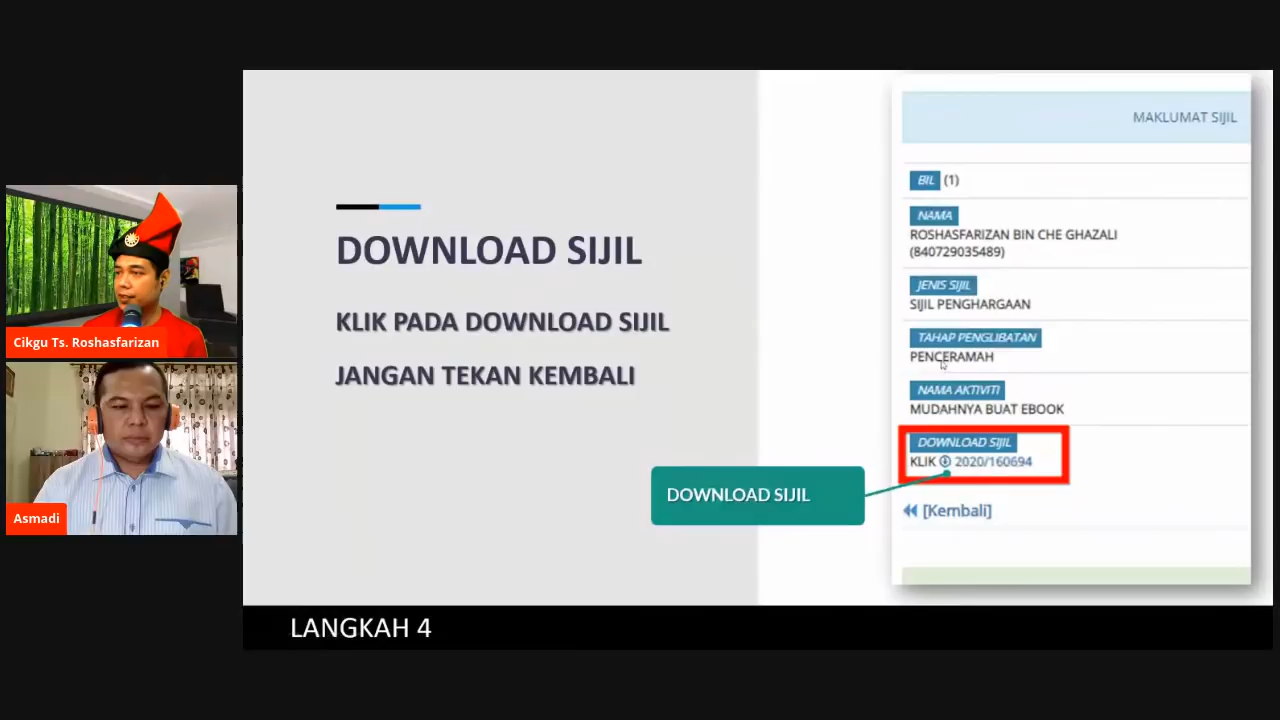 Cikgu Ts. Roshasfarizan
Asmadi
DOWNLOAD SIJIL
KLIK PADA DOWNLOAD SIJIL
JANGAN TEKAN KEMBALI
DOWNLOAD SIJIL
MAKLUMAT SIJIL
BIL (1)
NAMA
ROSHASFARIZAN BIN CHE GHAZALI
(840729035489)
JENIS SIJIL
SIJIL PENGHARGAAN
TAHAP PENGLIBATAN
PENCERAMAH
NAMA AKTIVITI
MUDAHNYA BUAT EBOOK
DOWNLOAD SIJIL
KLIK 2020/160694
[Kembali]
LANGKAH 4